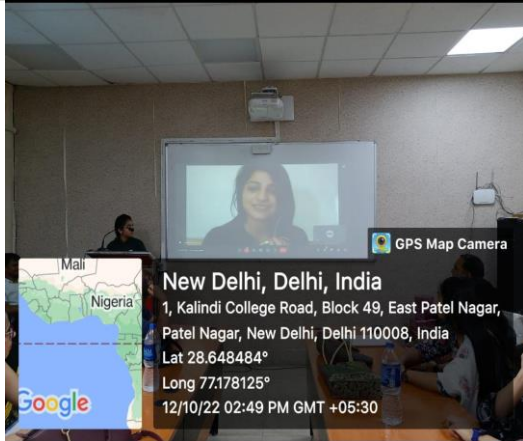 GPS Map Camera
Mali
Nigeria
Google
New Delhi, Delhi, India
1, Kalindi College Road, Block 49, East Patel Nagar,
Patel Nagar, New Delhi, Delhi 110008, India
Lat 28.648484°
Long 77.178125°
12/10/22 02:49 PM GMT +05:30